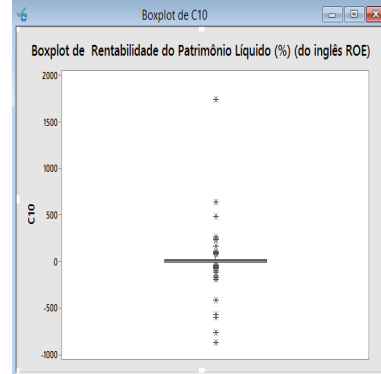 Boxplot de C10
Boxplot de Rentabilidade do Patrimônio Líquido (%) (do inglês ROE)
2000
1500
1000
500
0
-500
-1000
C10